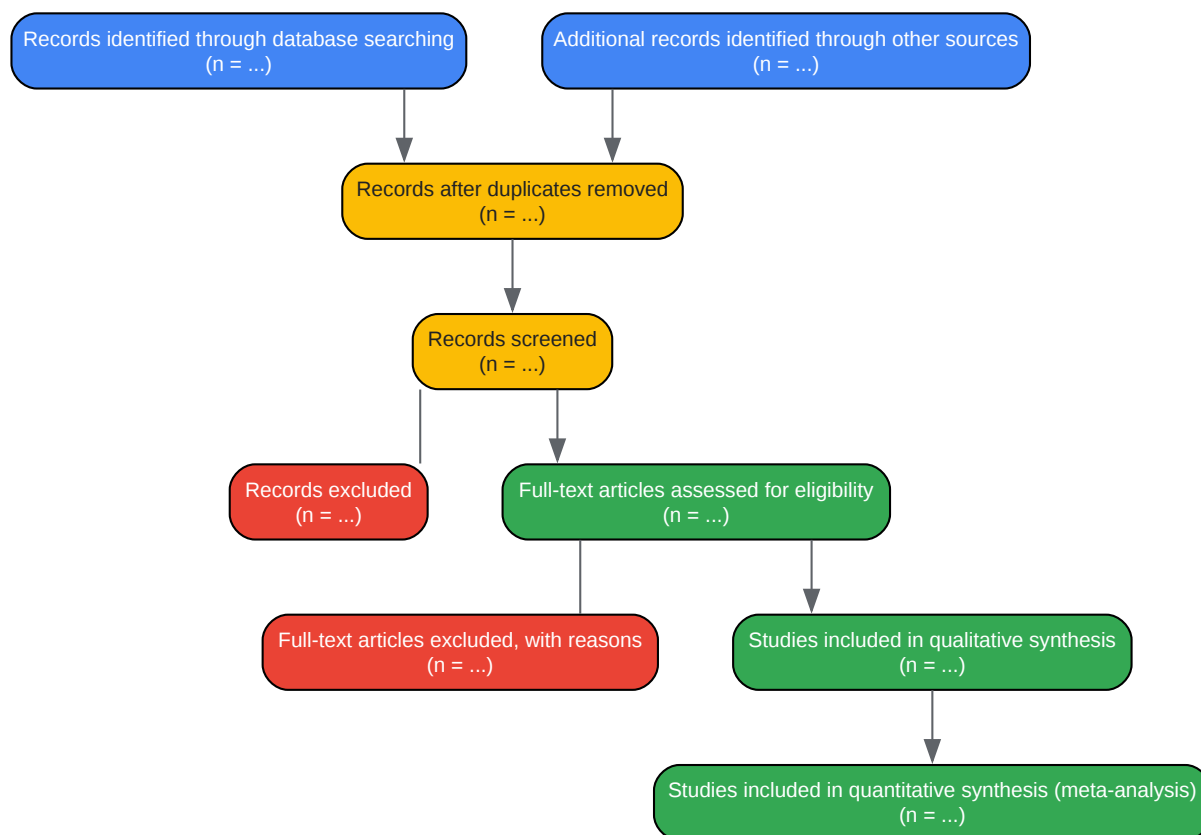 Records identified through database searching
(n = ...)
Additional records identified through other sources
(n = ...)
Records after duplicates removed
(n = ...)
Records screened
(n = ...)
Records excluded
(n = ...)
Full-text articles assessed for eligibility
(n = ...)
Full-text articles excluded, with reasons
(n = ...)
Studies included in qualitative synthesis
(n = ...)
Studies included in quantitative synthesis (meta-analysis)
(n = ...)